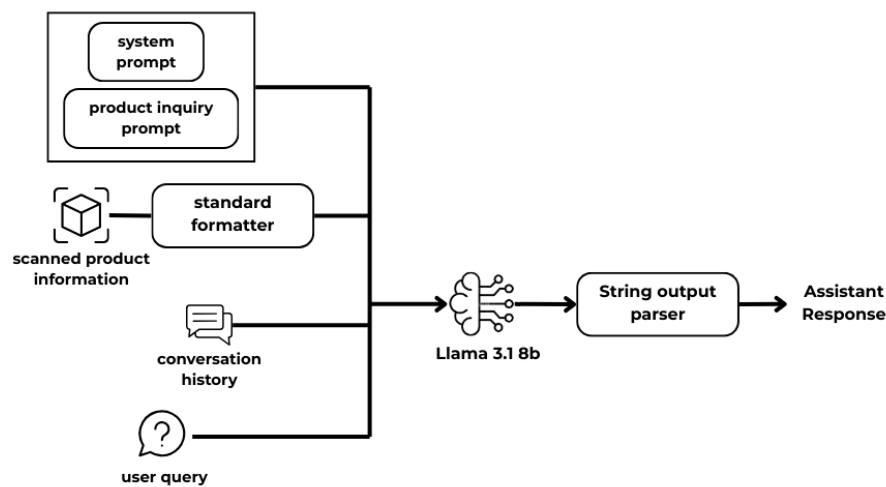 system
prompt
product inquiry
prompt
standard
formatter
scanned product
information
conversation
history
user query
Llama 3.1 8b
String output
parser
Assistant
Response